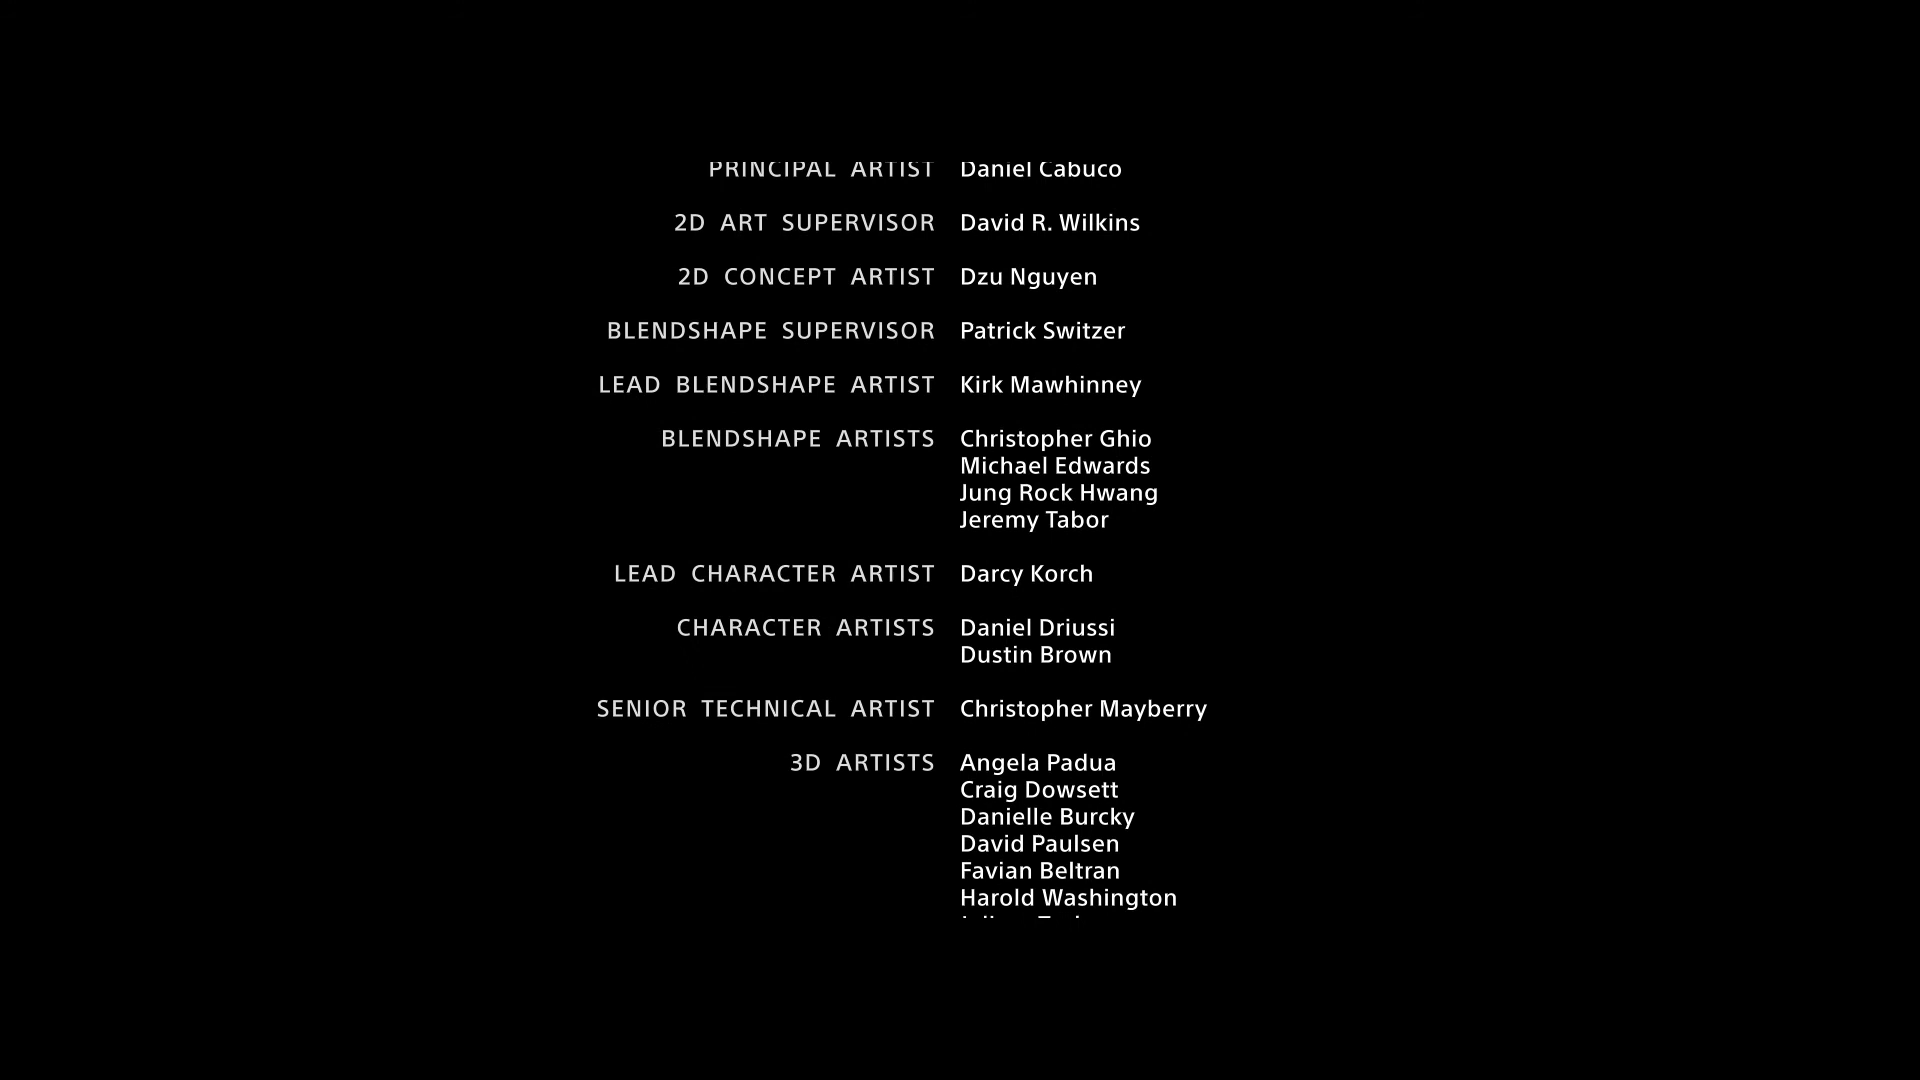 PRINCIPAL ARTIST Daniel Cabuco
2D ART SUPERVISOR David R. Wilkins
2D CONCEPT ARTIST Dzu Nguyen
BLENDSHAPE SUPERVISOR Patrick Switzer
LEAD BLENDSHAPE ARTIST Kirk Mawhinney
BLENDSHAPE ARTISTS Christopher Ghio
Michael Edwards
Jung Rock Hwang
Jeremy Tabor
LEAD CHARACTER ARTIST Darcy Korch
CHARACTER ARTISTS Daniel Driussi
Dustin Brown
SENIOR TECHNICAL ARTIST Christopher Mayberry
3D ARTISTS Angela Padua
Craig Dowsett
Danielle Burcky
David Paulsen
Favian Beltran
Harold Washington